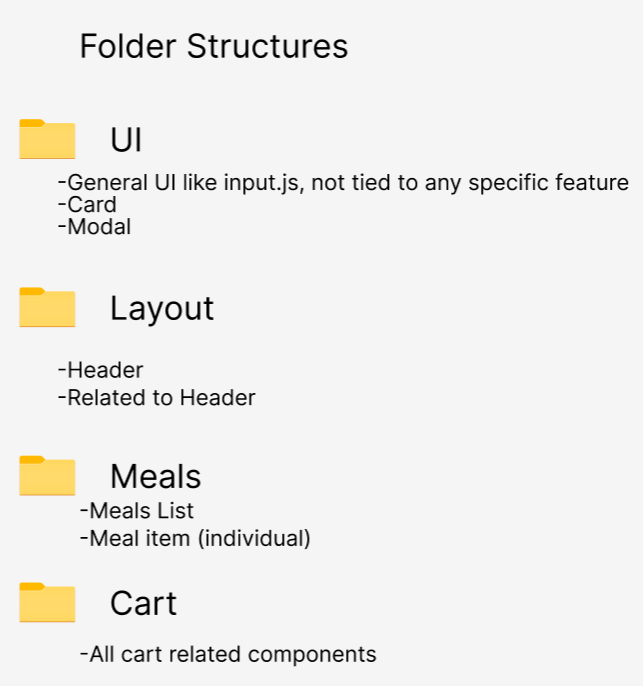 Folder Structures
UI
-General UI like input.js, not tied to any specific feature
-Card
-Modal
Layout
-Header
-Related to Header
Meals
-Meals List
-Meal item (individual)
Cart
-All cart related components